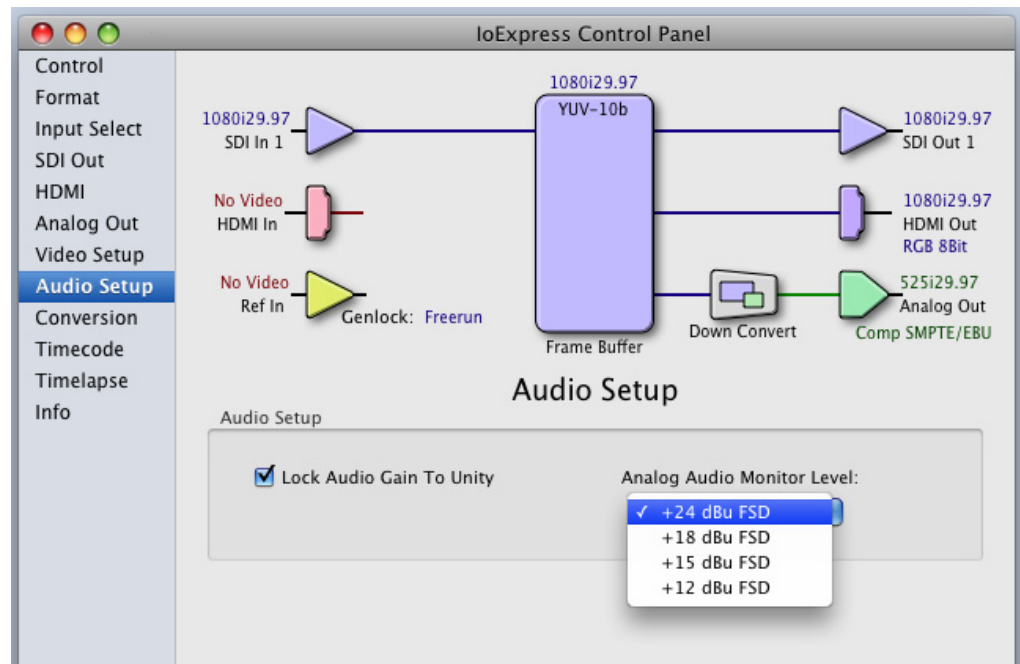 IoExpress Control Panel
Control
Format
Input Select
SDI Out
HDMI
Analog Out
Video Setup
Audio Setup
Conversion
Timecode
Timelapse
Info
1080i29.97
YUV-10b
1080i29.97
SDI In 1
1080i29.97
SDI Out 1
No Video
HDMI In
1080i29.97
HDMI Out
RGB 8Bit
No Video
Ref In
Genlock: Freerun
525i29.97
Analog Out
Comp SMPTE/EBU
Down Convert
Frame Buffer
Audio Setup
Audio Setup
Lock Audio Gain To Unity
Analog Audio Monitor Level:
✓ +24 dBu FSD
+18 dBu FSD
+15 dBu FSD
+12 dBu FSD